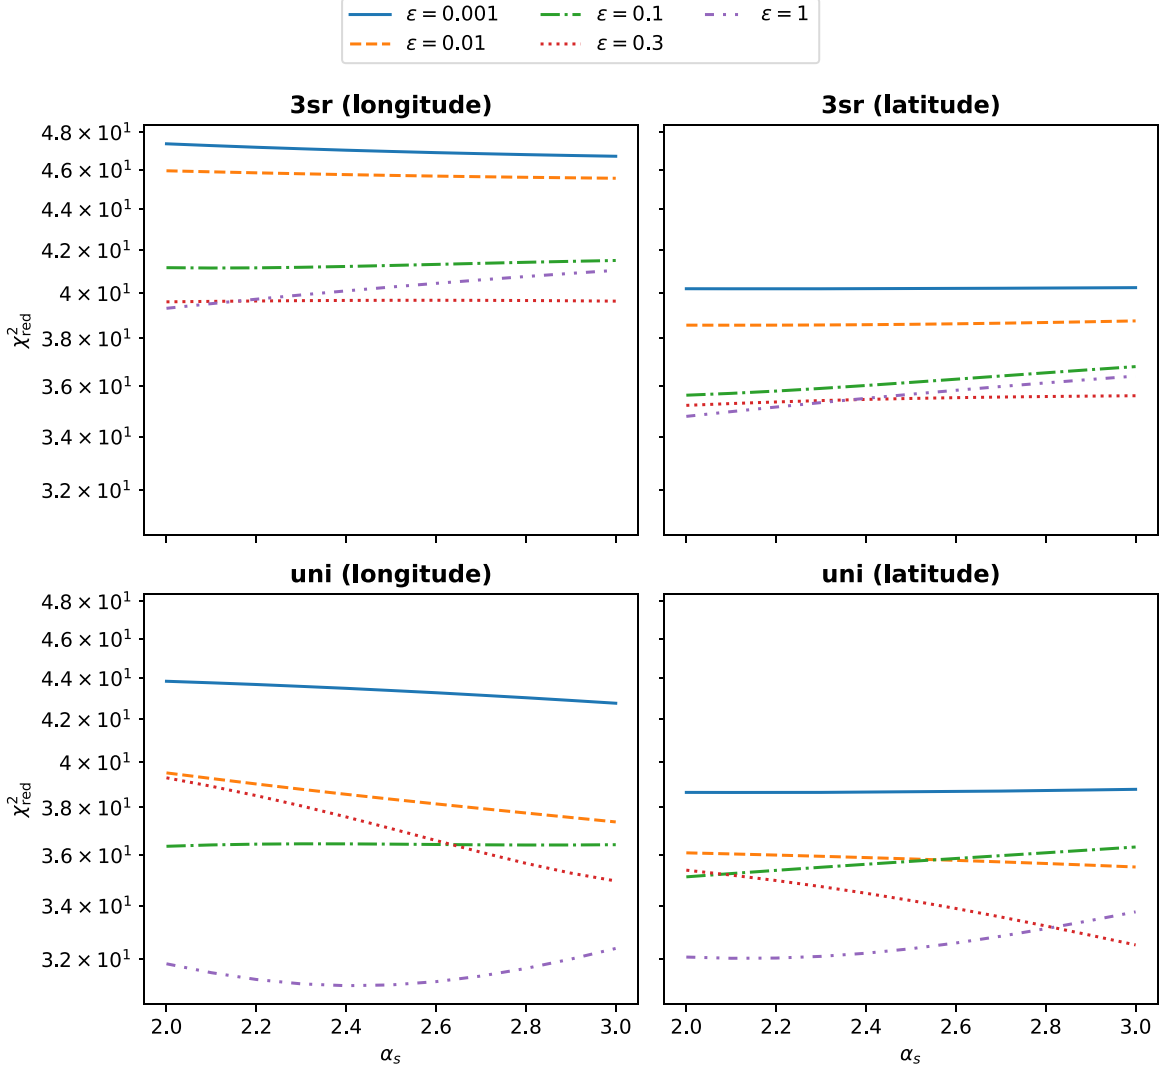 ε = 0.001 ε = 0.1 ε = 1
ε = 0.01 ε = 0.3
3sr (longitude) 3sr (latitude)
4.8 × 10¹
4.6 × 10¹
4.4 × 10¹
4.2 × 10¹
4 × 10¹
3.8 × 10¹
3.6 × 10¹
3.4 × 10¹
3.2 × 10¹
χ²red
uni (longitude) uni (latitude)
4.8 × 10¹
4.6 × 10¹
4.4 × 10¹
4.2 × 10¹
4 × 10¹
3.8 × 10¹
3.6 × 10¹
3.4 × 10¹
3.2 × 10¹
χ²red
2.0 2.2 2.4 2.6 2.8 3.0 2.0 2.2 2.4 2.6 2.8 3.0
αs αs